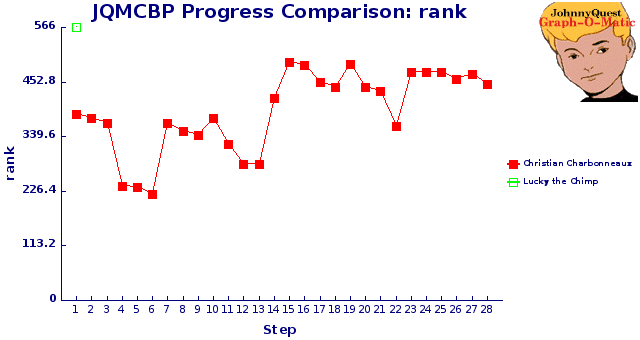 JQMCBP Progress Comparison: rank
JohnnyQuest
Graph-O-Matic
566
452.8
339.6
226.4
113.2
0
rank
1 2 3 4 5 6 7 8 9 10 11 12 13 14 15 16 17 18 19 20 21 22 23 24 25 26 27 28
Step
Christian Charbonneaux
Lucky the Chimp